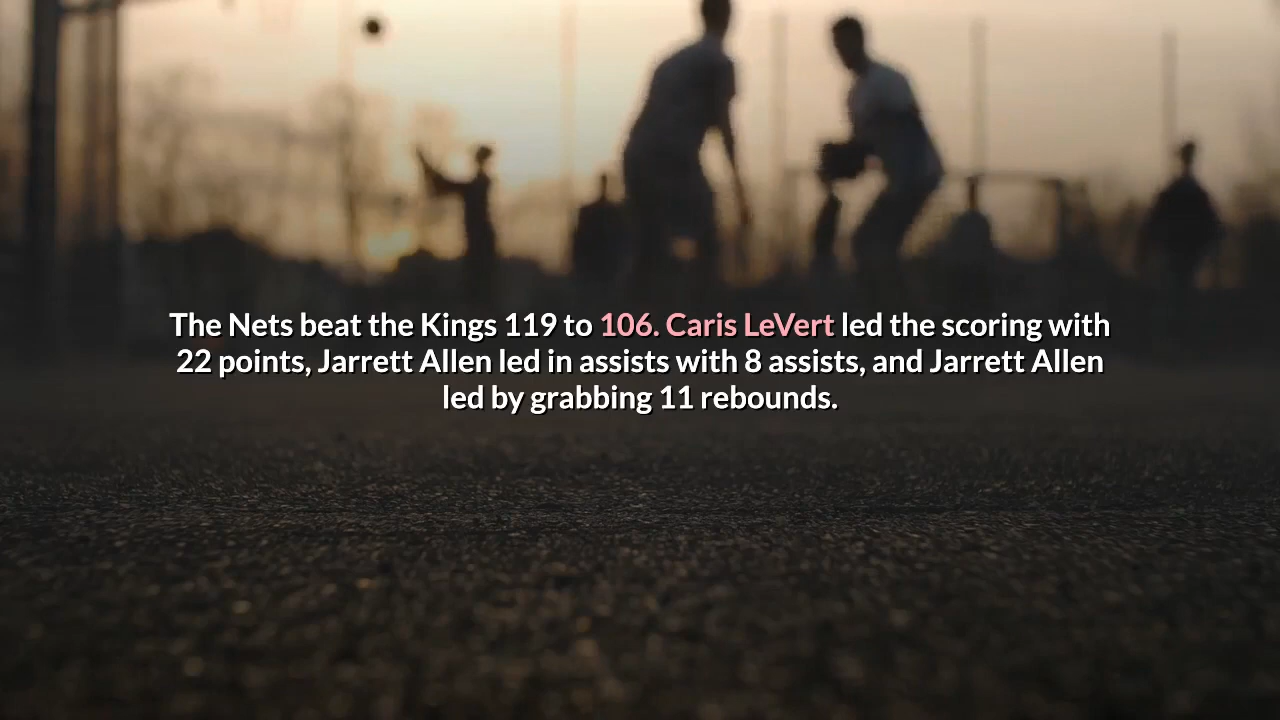 The Nets beat the Kings 119 to 106. Caris LeVert led the scoring with
22 points, Jarrett Allen led in assists with 8 assists, and Jarrett Allen
led by grabbing 11 rebounds.